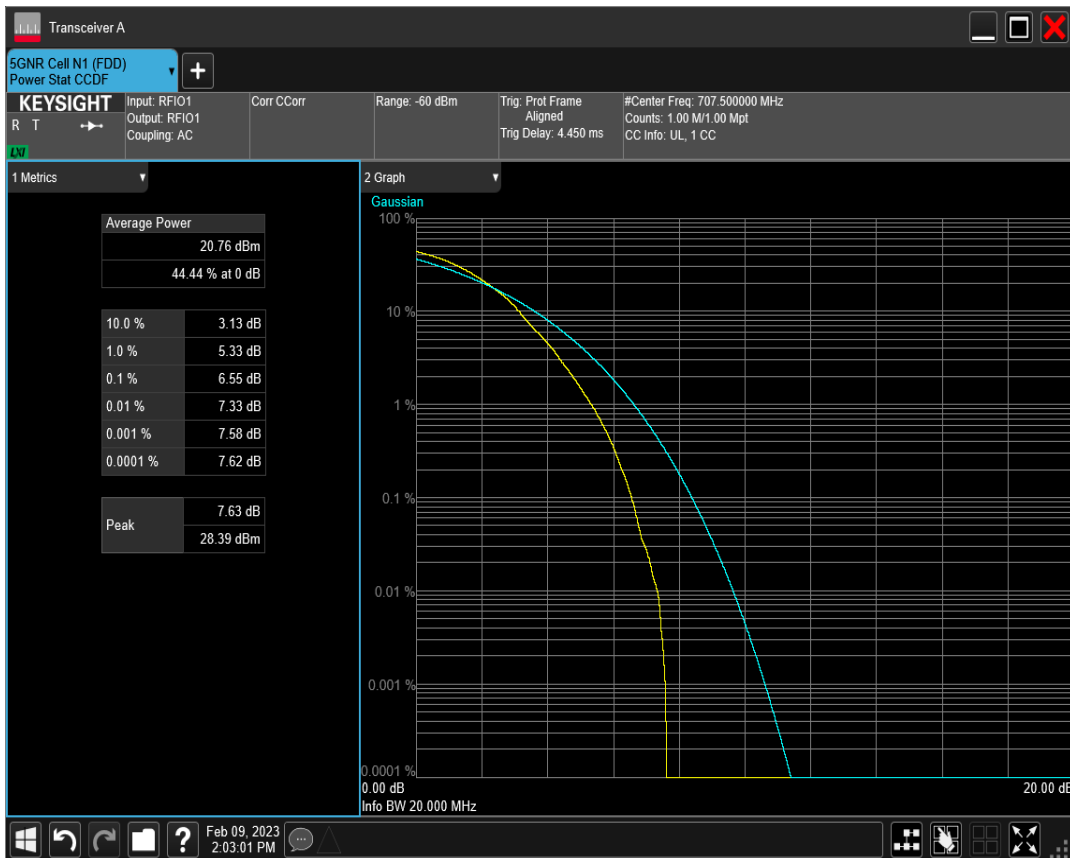 Transceiver A
5GNR Cell N1 (FDD)
Power Stat CCDF
+
KEYSIGHT
R T
LXI
Input: RFIO1
Output: RFIO1
Coupling: AC
Corr CCorr
Range: -60 dBm
Trig: Prot Frame
Aligned
Trig Delay: 4.450 ms
#Center Freq: 707.500000 MHz
Counts: 1.00 M/1.00 Mpt
CC Info: UL, 1 CC
1 Metrics
Average Power
20.76 dBm
44.44 % at 0 dB
10.0 % 3.13 dB
1.0 % 5.33 dB
0.1 % 6.55 dB
0.01 % 7.33 dB
0.001 % 7.58 dB
0.0001 % 7.62 dB
Peak 7.63 dB
28.39 dBm
2 Graph
Gaussian
100 %
10 %
1 %
0.1 %
0.01 %
0.001 %
0.0001 %
0.00 dB
20.00 dB
Info BW 20.000 MHz
?
Feb 09, 2023
2:03:01 PM